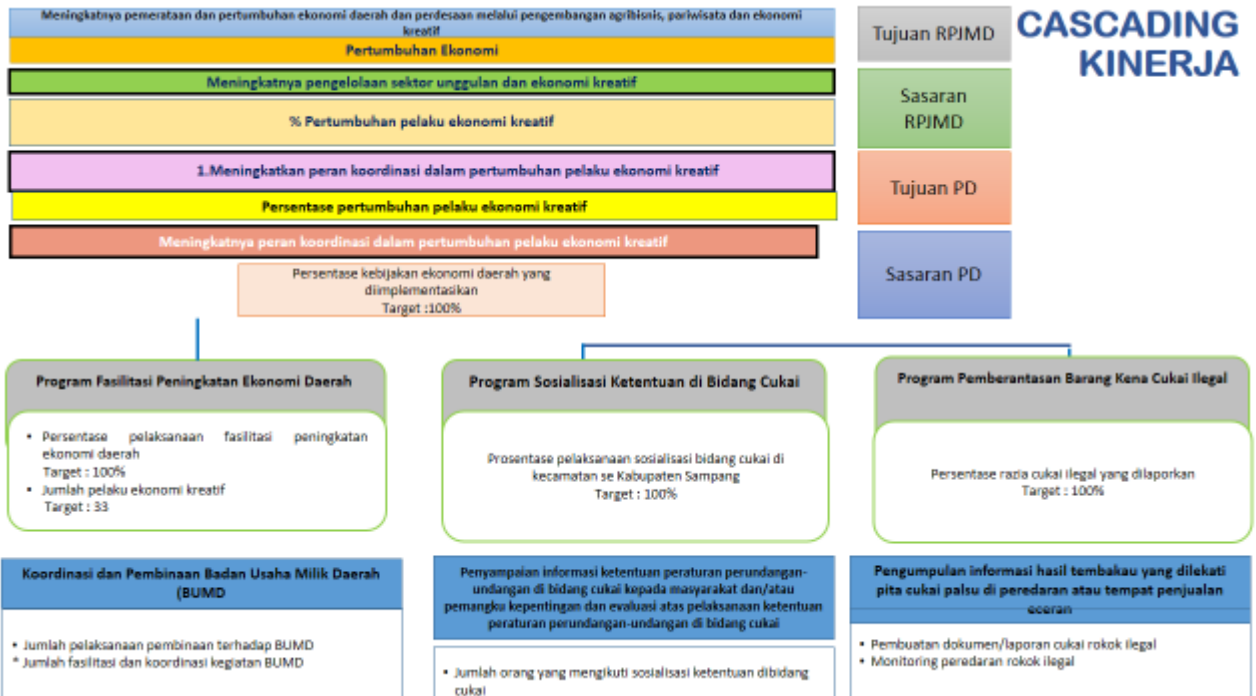 Meningkatnya pemerataan dan pertumbuhan ekonomi daerah dan perdesaan melalui pengembangan agribisnis, pariwisata dan ekonomi
kreatif
Pertumbuhan Ekonomi
Meningkatnya pengelolaan sektor unggulan dan ekonomi kreatif
% Pertumbuhan pelaku ekonomi kreatif
1.Meningkatkan peran koordinasi dalam pertumbuhan pelaku ekonomi kreatif
Persentase pertumbuhan pelaku ekonomi kreatif
Meningkatnya peran koordinasi dalam pertumbuhan pelaku ekonomi kreatif
Persentase kebijakan ekonomi daerah yang
diimplementasikan
Target :100%
Tujuan RPJMD
Sasaran
RPJMD
Tujuan PD
Sasaran PD
CASCADING
KINERJA
Program Fasilitasi Peningkatan Ekonomi Daerah
• Persentase pelaksanaan fasilitasi peningkatan
ekonomi daerah
Target : 100%
• Jumlah pelaku ekonomi kreatif
Target : 33
Program Sosialisasi Ketentuan di Bidang Cukai
Prosentase pelaksanaan sosialisasi bidang cukai di
kecamatan se Kabupaten Sampang
Target : 100%
Program Pemberantasan Barang Kena Cukai Ilegal
Persentase razia cukai ilegal yang dilaporkan
Target : 100%
Koordinasi dan Pembinaan Badan Usaha Milik Daerah
(BUMD
• Jumlah pelaksanaan pembinaan terhadap BUMD
* Jumlah fasilitasi dan koordinasi kegiatan BUMD
Penyampaian informasi ketentuan peraturan perundangan-
undangan di bidang cukai kepada masyarakat dan/atau
pemangku kepentingan dan evaluasi atas pelaksanaan ketentuan
peraturan perundangan-undangan di bidang cukai
• Jumlah orang yang mengikuti sosialisasi ketentuan dibidang
cukai
Pengumpulan informasi hasil tembakau yang dilekati
pita cukai palsu di peredaran atau tempat penjualan
eceran
• Pembuatan dokumen/laporan cukai rokok ilegal
• Monitoring peredaran rokok ilegal